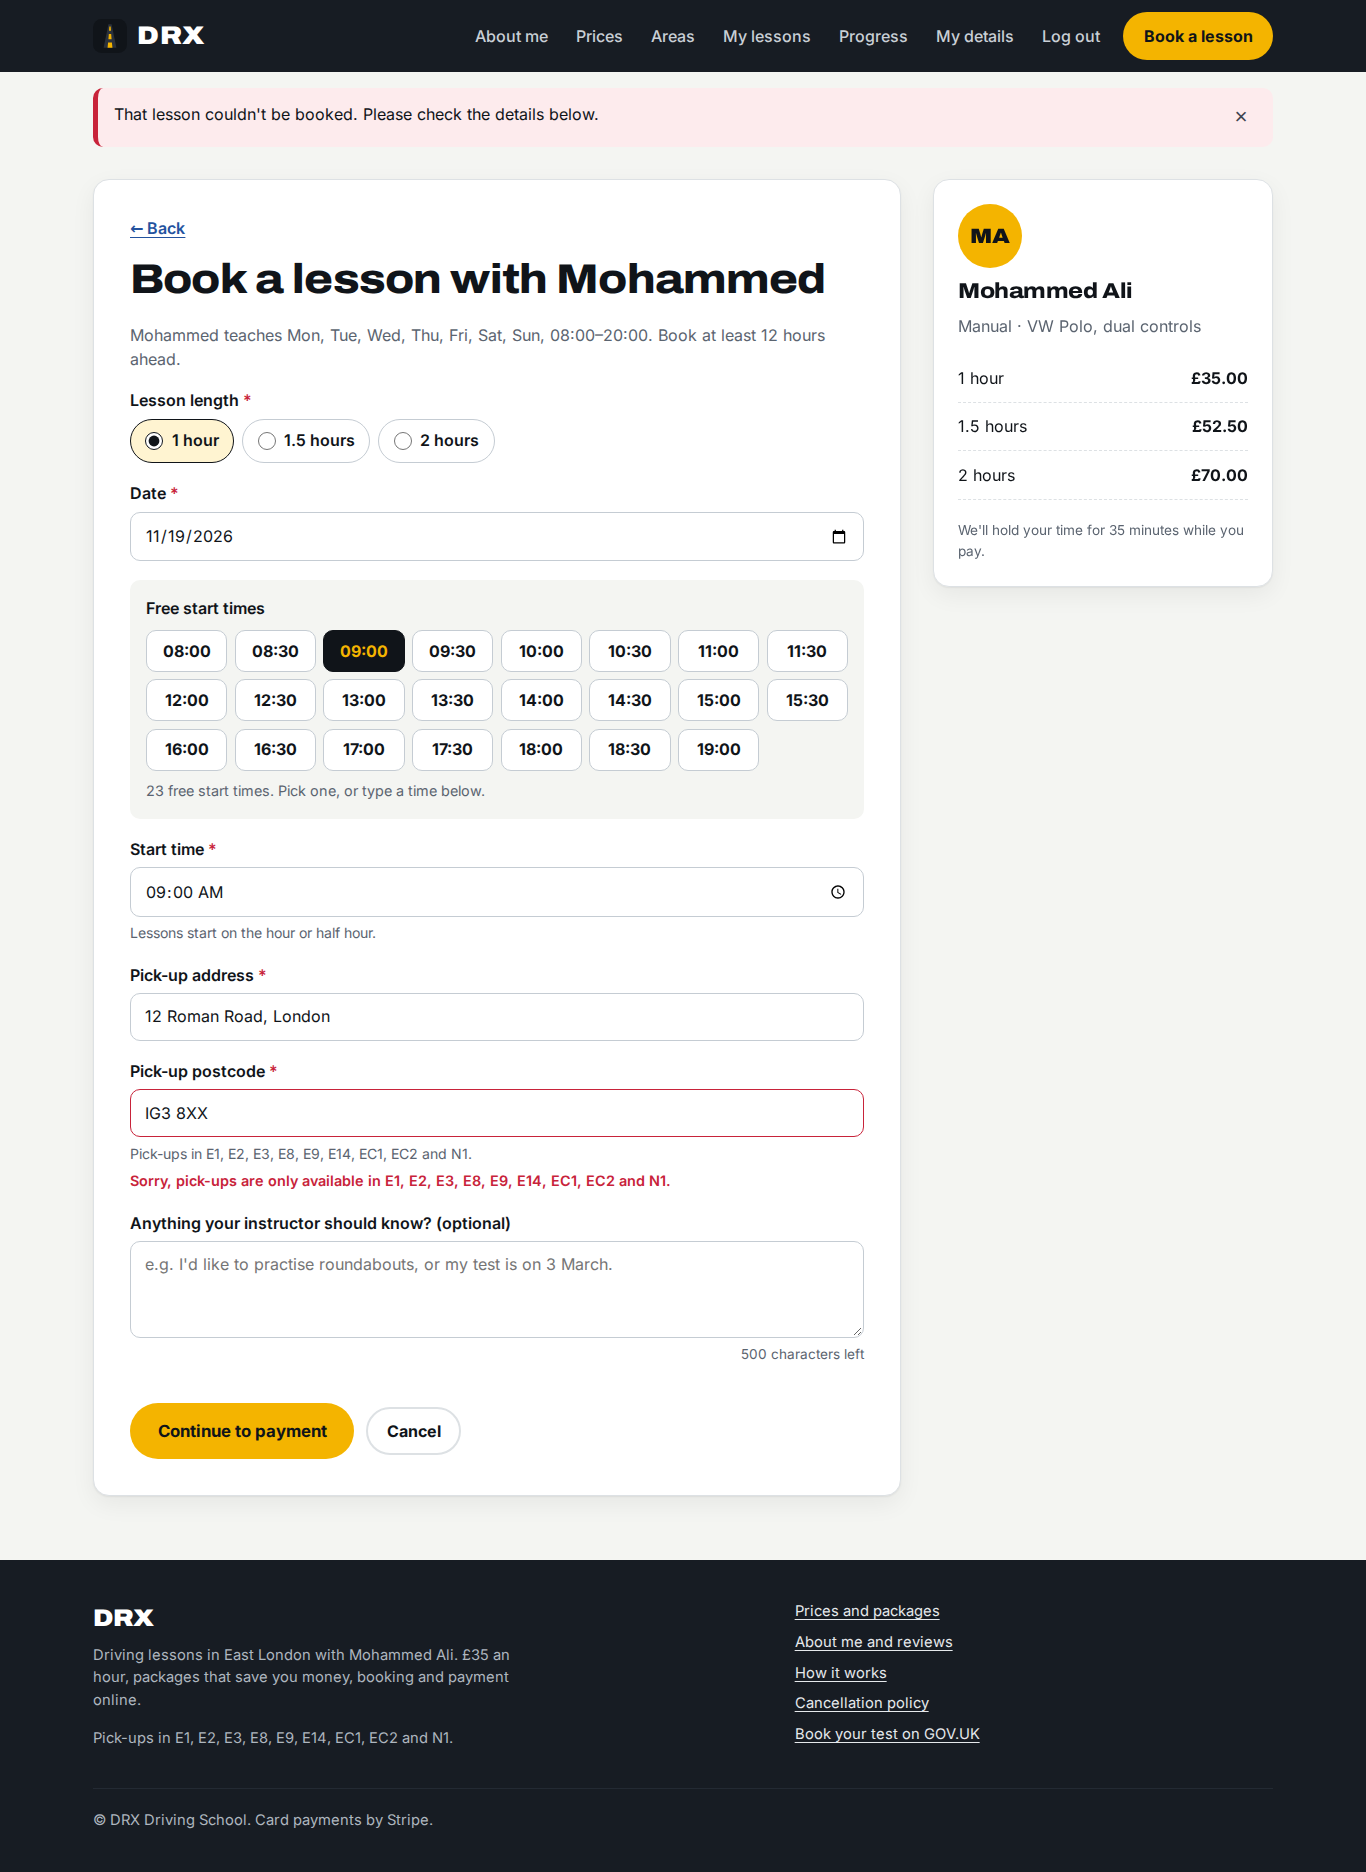 DRX
About me
Prices
Areas
My lessons
Progress
My details
Log out
Book a lesson
That lesson couldn't be booked. Please check the details below.
×
← Back
Book a lesson with Mohammed
Mohammed teaches Mon, Tue, Wed, Thu, Fri, Sat, Sun, 08:00–20:00. Book at least 12 hours
ahead.
Lesson length *
1 hour
1.5 hours
2 hours
Date *
11/19/2026
Free start times
08:00 08:30 09:00 09:30 10:00 10:30 11:00 11:30
12:00 12:30 13:00 13:30 14:00 14:30 15:00 15:30
16:00 16:30 17:00 17:30 18:00 18:30 19:00
23 free start times. Pick one, or type a time below.
Start time *
09:00 AM
Lessons start on the hour or half hour.
Pick-up address *
12 Roman Road, London
Pick-up postcode *
IG3 8XX
Pick-ups in E1, E2, E3, E8, E9, E14, EC1, EC2 and N1.
Sorry, pick-ups are only available in E1, E2, E3, E8, E9, E14, EC1, EC2 and N1.
Anything your instructor should know? (optional)
e.g. I'd like to practise roundabouts, or my test is on 3 March.
500 characters left
Continue to payment
Cancel
MA
Mohammed Ali
Manual · VW Polo, dual controls
1 hour £35.00
1.5 hours £52.50
2 hours £70.00
We'll hold your time for 35 minutes while you
pay.
DRX
Driving lessons in East London with Mohammed Ali. £35 an
hour, packages that save you money, booking and payment
online.
Pick-ups in E1, E2, E3, E8, E9, E14, EC1, EC2 and N1.
Prices and packages
About me and reviews
How it works
Cancellation policy
Book your test on GOV.UK
© DRX Driving School. Card payments by Stripe.